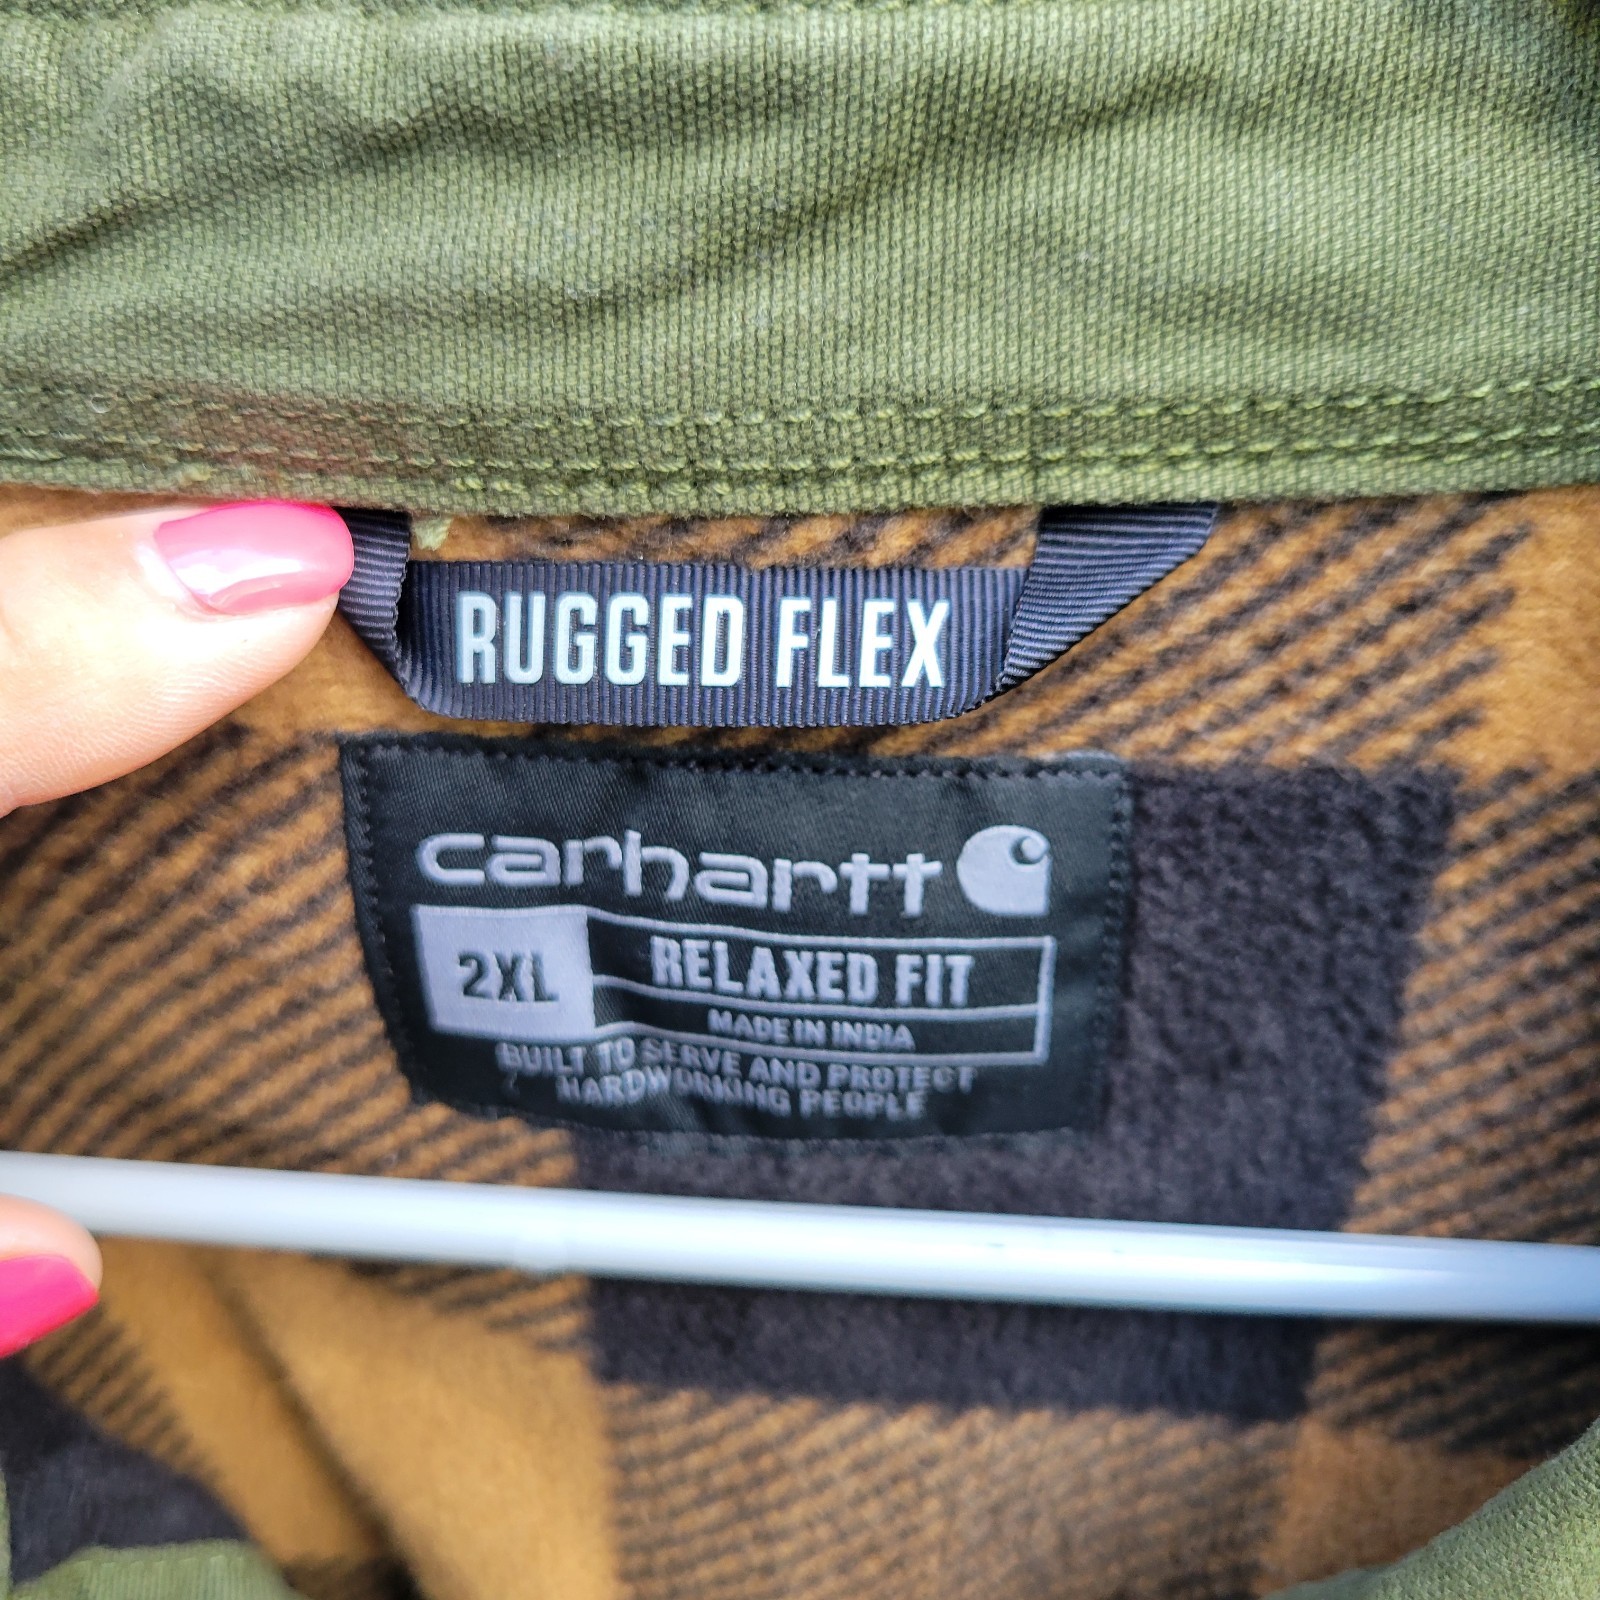 RUGGED FLEX
carhartt
2XL
RELAXED FIT
MADE IN INDIA
BUILT TO SERVE AND PROTECT
HARDWORKING PEOPLE